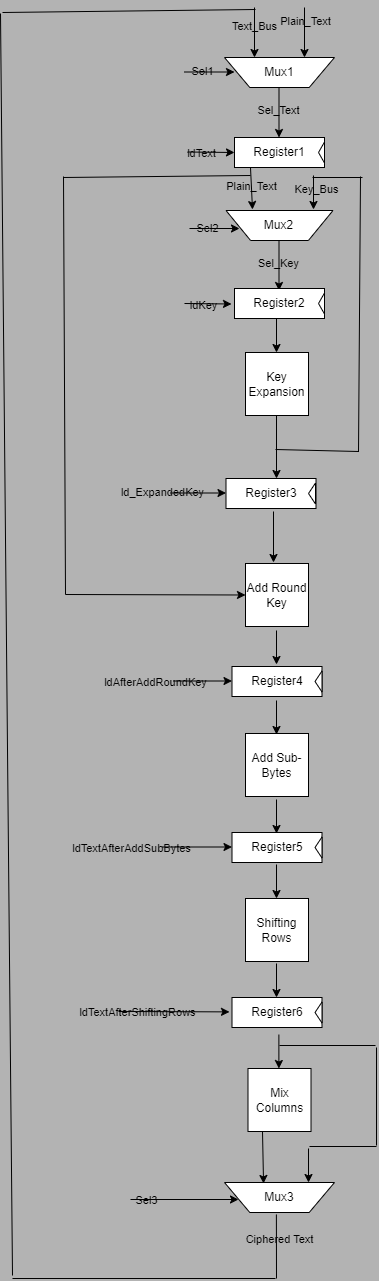 Text_Bus
Plain_Text
Sel1
Mux1
Sel_Text
ldText
Register1
Plain_Text
Key_Bus
Sel2
Mux2
Sel_Key
ldKey
Register2
Key
Expansion
ld_ExpandedKey
Register3
Add Round
Key
ldAfterAddRoundKey
Register4
Add Sub-
Bytes
ldTextAfterAddSubBytes
Register5
Shifting
Rows
ldTextAfterShiftingRows
Register6
Mix
Columns
Sel3
Mux3
Ciphered Text